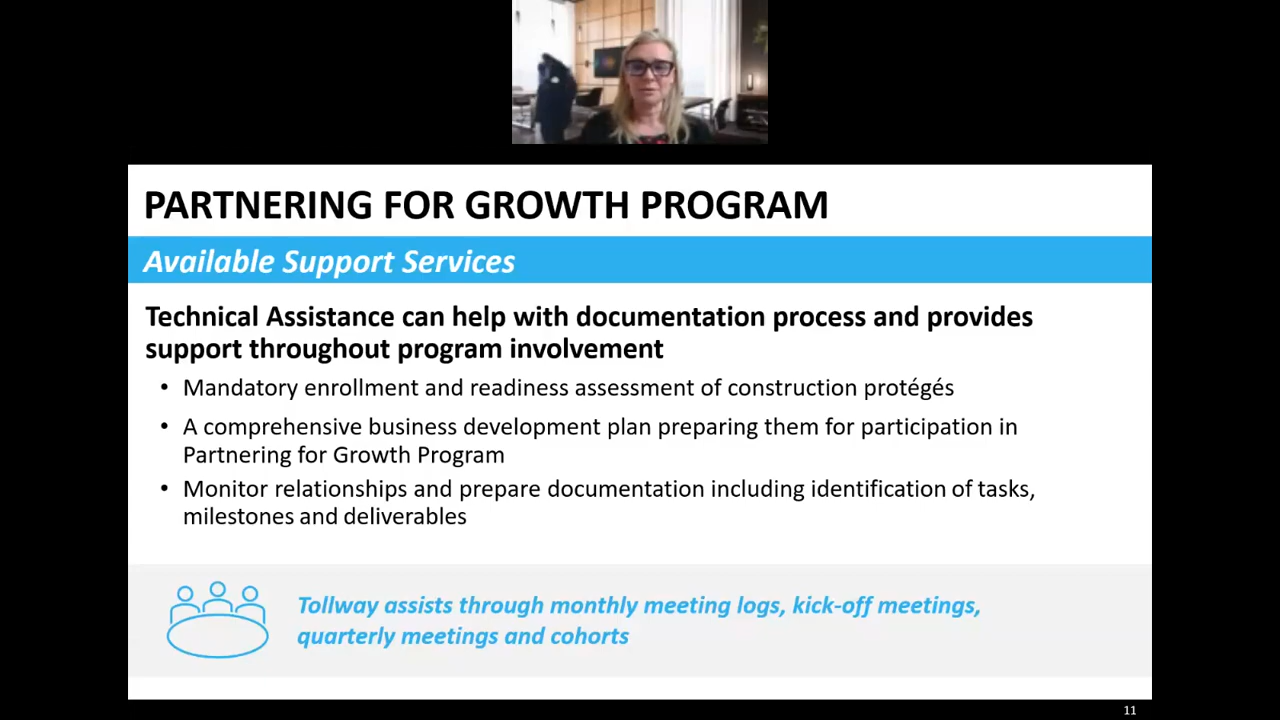 PARTNERING FOR GROWTH PROGRAM
Available Support Services
Technical Assistance can help with documentation process and provides
support throughout program involvement
• Mandatory enrollment and readiness assessment of construction protégés
• A comprehensive business development plan preparing them for participation in
Partnering for Growth Program
• Monitor relationships and prepare documentation including identification of tasks,
milestones and deliverables
Tollway assists through monthly meeting logs, kick-off meetings,
quarterly meetings and cohorts
11